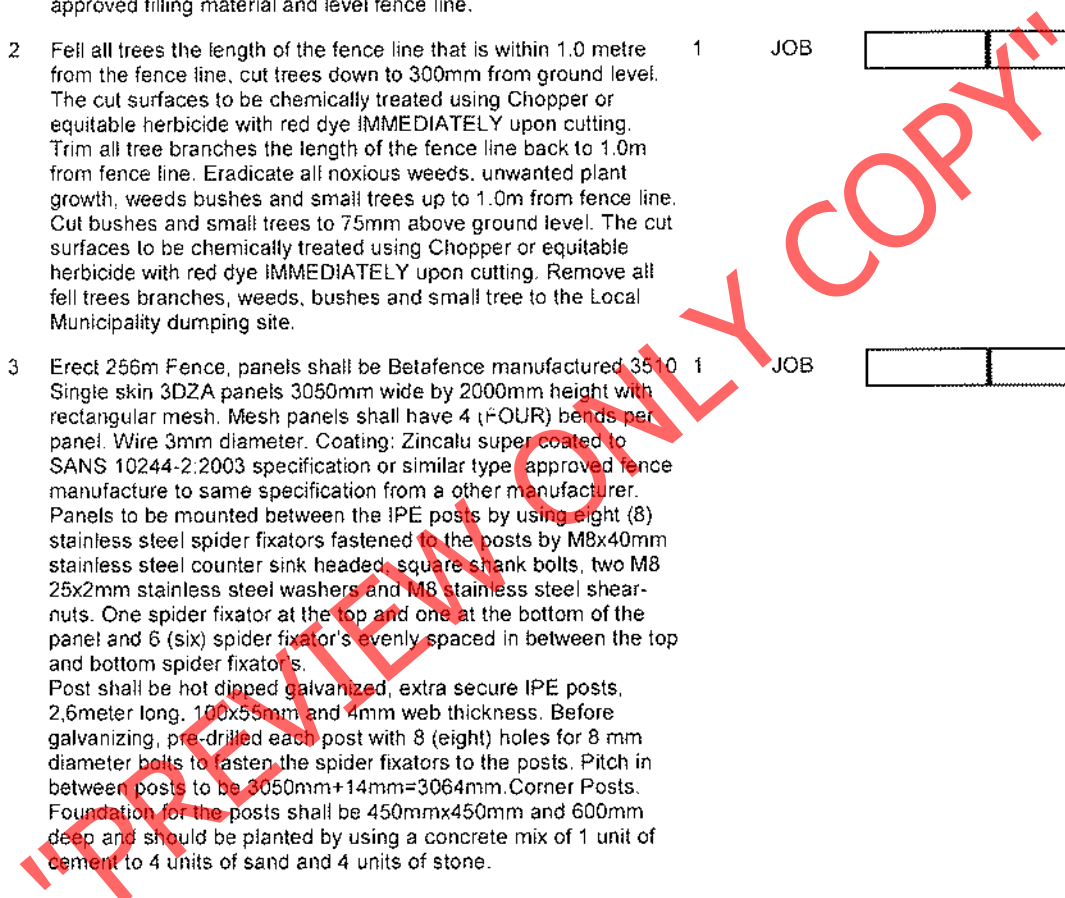 approved filling material and level fence line.
2 Fell all trees the length of the fence line that is within 1.0 metre 1 JOB
from the fence line, cut trees down to 300mm from ground level.
The cut surfaces to be chemically treated using Chopper or
equitable herbicide with red dye IMMEDIATELY upon cutting.
Trim all tree branches the length of the fence line back to 1.0m
from fence line. Eradicate all noxious weeds, unwanted plant
growth, weeds bushes and small trees up to 1.0m from fence line.
Cut bushes and small trees to 75mm above ground level. The cut
surfaces to be chemically treated using Chopper or equitable
herbicide with red dye IMMEDIATELY upon cutting. Remove all
fell trees branches, weeds, bushes and small tree to the Local
Municipality dumping site.
3 Erect 256m Fence, panels shall be Betafence manufactured 3510 1 JOB
Single skin 3DZA panels 3050mm wide by 2000mm height with
rectangular mesh. Mesh panels shall have 4 (FOUR) bends per
panel. Wire 3mm diameter. Coating: Zincalu super coated to
SANS 10244-2:2003 specification or similar type approved fence
manufacture to same specification from a other manufacturer.
Panels to be mounted between the IPE posts by using eight (8)
stainless steel spider fixators fastened to the posts by M8x40mm
stainless steel counter sink headed, square shank bolts, two M8
25x2mm stainless steel washers and M8 stainless steel shear-
nuts. One spider fixator at the top and one at the bottom of the
panel and 6 (six) spider fixator's evenly spaced in between the top
and bottom spider fixator's.
Post shall be hot dipped galvanized, extra secure IPE posts,
2,6meter long. 100x55mm and 4mm web thickness. Before
galvanizing, pre-drilled each post with 8 (eight) holes for 8 mm
diameter bolts to fasten the spider fixators to the posts. Pitch in
between posts to be 3050mm+14mm=3064mm.Corner Posts.
Foundation for the posts shall be 450mmx450mm and 600mm
deep and should be planted by using a concrete mix of 1 unit of
cement to 4 units of sand and 4 units of stone.
"PREVIEW ONLY COPY"